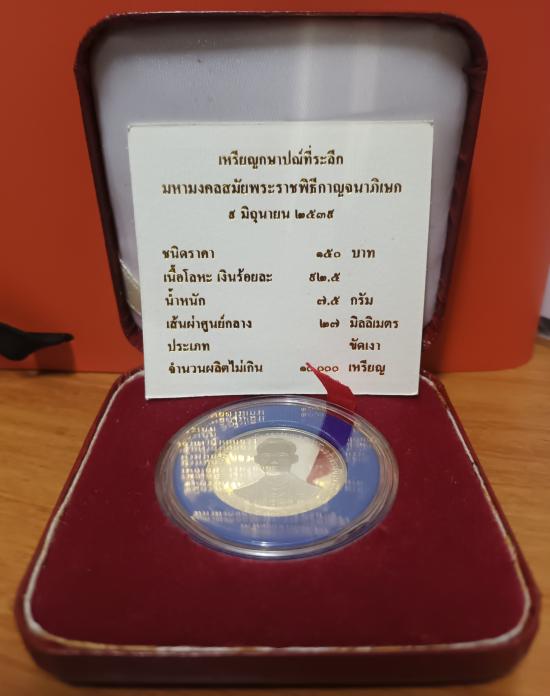 เหรียญกษาปณ์ที่ระลึก
มหามงคลสมัยพระราชพิธีกาญจนาภิเษก
๙ มิถุนายน ๒๕๓๙
ชนิดราคา ๑๕๐ บาท
เนื้อโลหะ เงินร้อยละ ๙๒.๕
น้ำหนัก ๗.๕ กรัม
เส้นผ่าศูนย์กลาง ๒๗ มิลลิเมตร
ประเภท ขัดเงา
จำนวนผลิตไม่เกิน เหรียญ